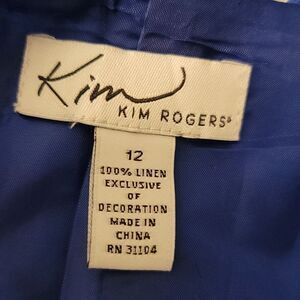 Kim
KIM ROGERS®
12
100% LINEN
EXCLUSIVE
OF
DECORATION
MADE IN
CHINA
RN 31104